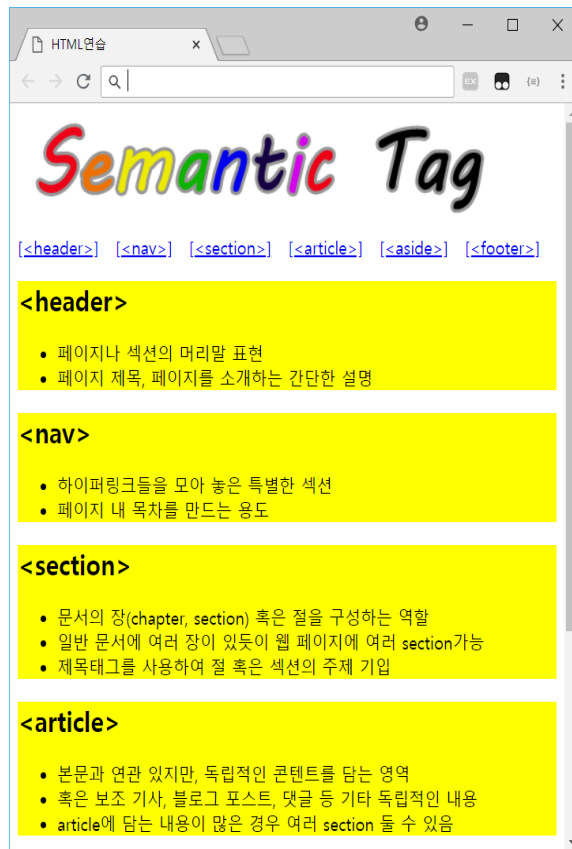 HTML연습
EX
{≡}
Semantic Tag
[<header>] [<nav>] [<section>] [<article>] [<aside>] [<footer>]
<header>
• 페이지나 섹션의 머리말 표현
• 페이지 제목, 페이지를 소개하는 간단한 설명
<nav>
• 하이퍼링크들을 모아 놓은 특별한 섹션
• 페이지 내 목차를 만드는 용도
<section>
• 문서의 장(chapter, section) 혹은 절을 구성하는 역할
• 일반 문서에 여러 장이 있듯이 웹 페이지에 여러 section가능
• 제목태그를 사용하여 절 혹은 섹션의 주제 기입
<article>
• 본문과 연관 있지만, 독립적인 콘텐트를 담는 영역
• 혹은 보조 기사, 블로그 포스트, 댓글 등 기타 독립적인 내용
• article에 담는 내용이 많은 경우 여러 section 둘 수 있음